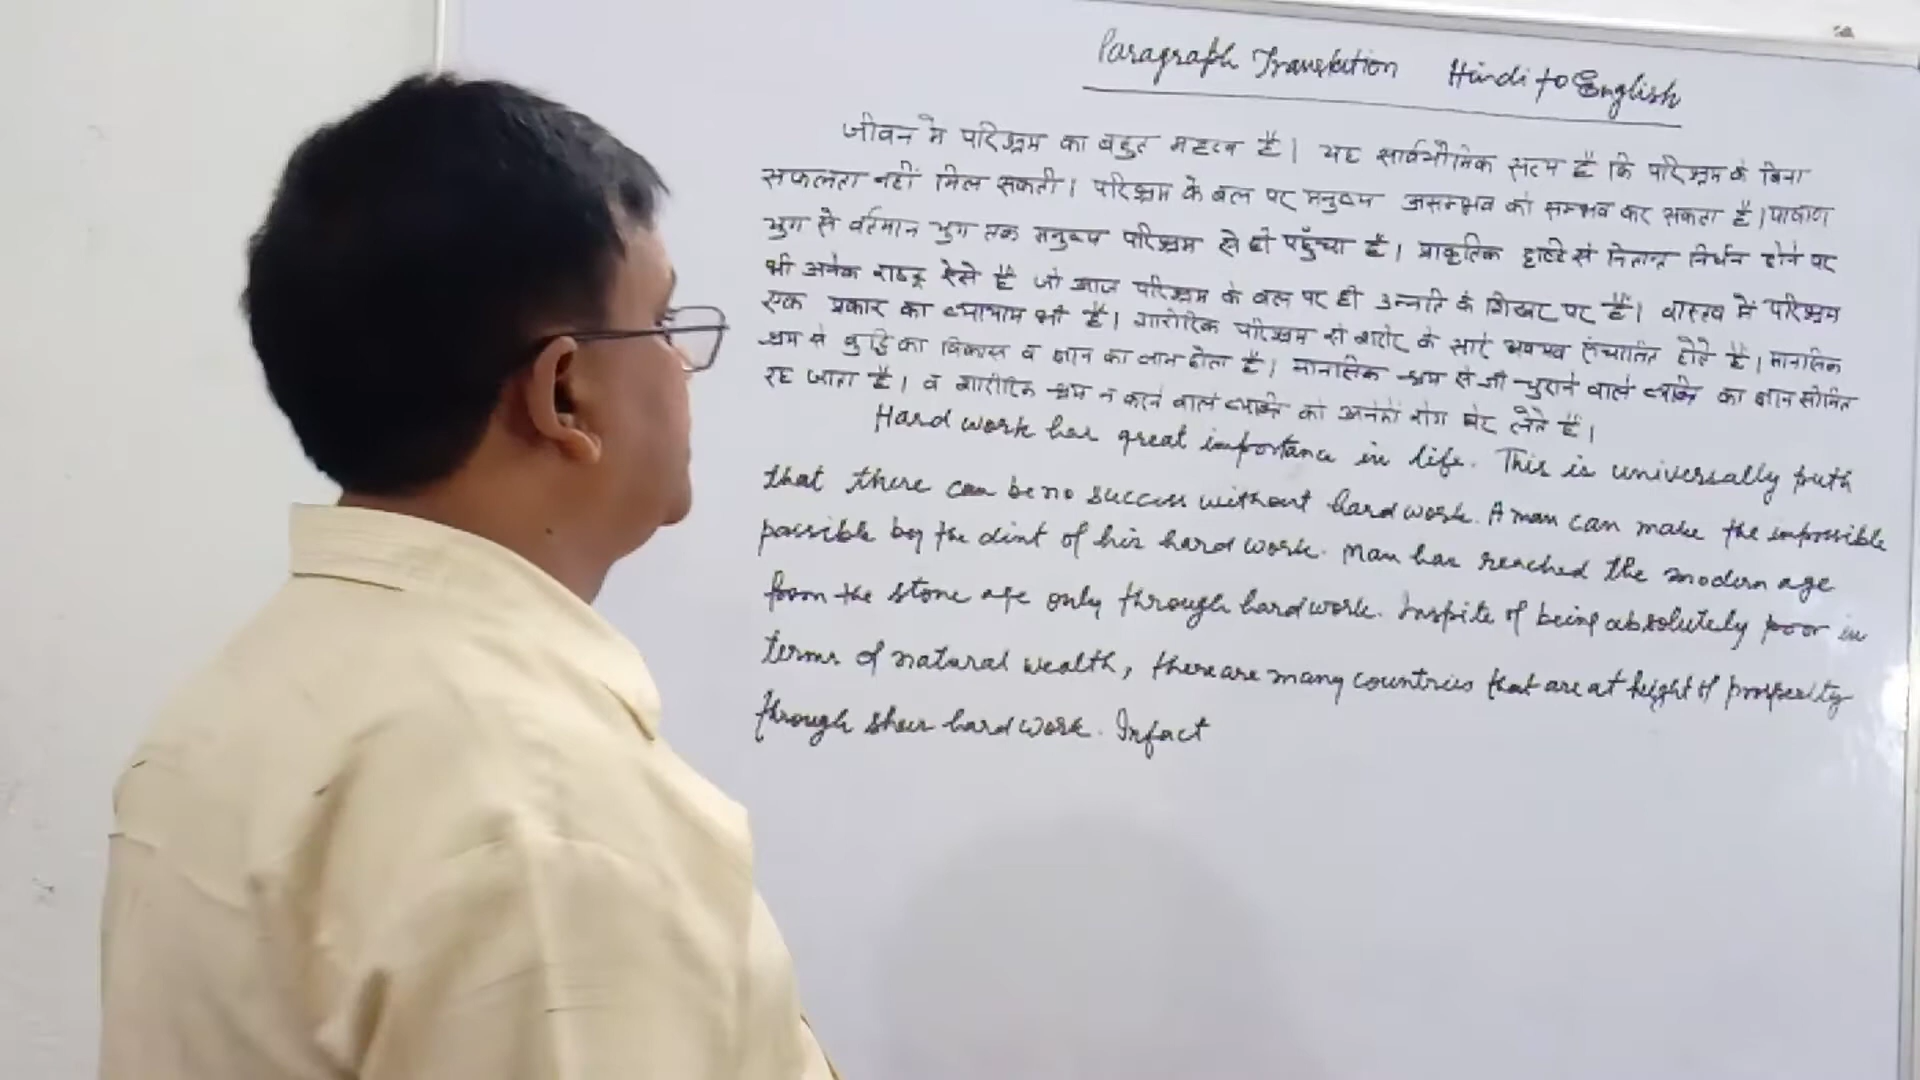 Paragraph Translation Hindi to English
जीवन मे परिश्रम का बहुत महत्व है। यह सार्वभौमिक सत्य है कि परिश्रम के बिना
सफलता नहीं मिल सकती। परिश्रम के बल पर मनुष्य असम्भव को सम्भव कर सकता है। पाषाण
युग से वर्तमान युग तक मनुष्य परिश्रम से ही पहुँचा है। प्राकृतिक दृष्टि से नितान्त निर्धन होने पर
भी अनेक राष्ट्र ऐसे हैं जो आज परिश्रम के बल पर ही उन्नति के शिखर पर हैं। वास्तव में परिश्रम
एक प्रकार का व्यायाम भी है। शारीरिक परिश्रम से शरीर के सारे अवयव संचालित होते हैं। मानसिक
श्रम से बुद्धि का विकास व ज्ञान का लाभ होता है। मानसिक श्रम से जी चुराने वाले व्यक्ति का ज्ञान सीमित
रह जाता है। व शारीरिक श्रम न करने वाले व्यक्ति को अनेकों रोग घेर लेते हैं।
Hard work has great importance in life. This is universally truth
that there can be no success without hard work. A man can make the impossible
possible by the dint of his hard work. Man has reached the modern age
from the stone age only through hard work. Inspite of being absolutely poor in
terms of natural wealth, there are many countries that are at height of prosperity
through sheer hard work. Infact